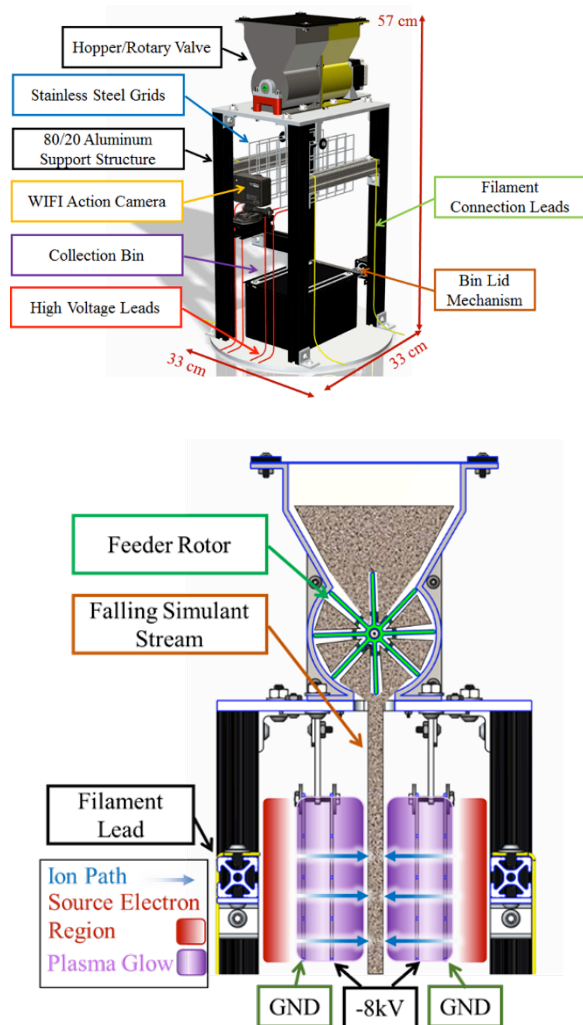 57 cm
Hopper/Rotary Valve
Stainless Steel Grids
80/20 Aluminum
Support Structure
WIFI Action Camera
Filament
Connection Leads
Collection Bin
Bin Lid
Mechanism
High Voltage Leads
33 cm
33 cm
Feeder Rotor
Falling Simulant
Stream
Filament
Lead
Ion Path
Source Electron
Region
Plasma Glow
GND
-8kV
GND